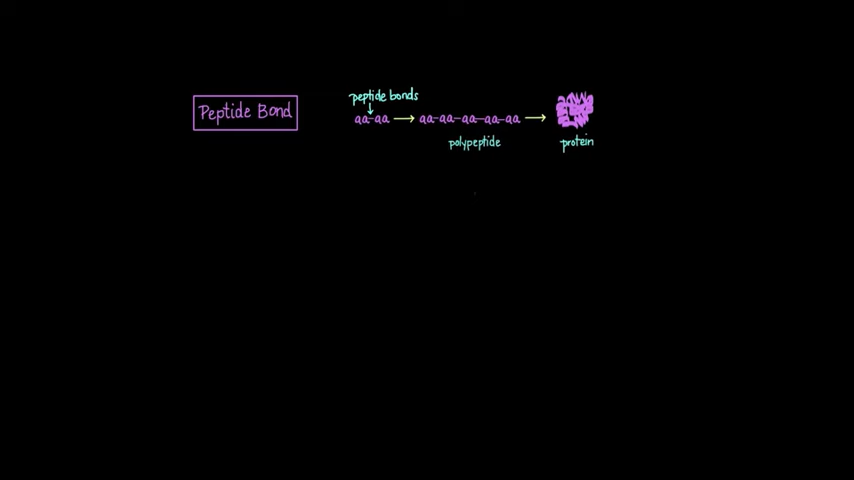 Peptide Bond
peptide bonds
aa-aa → aa-aa-aa-aa-aa →
polypeptide
protein